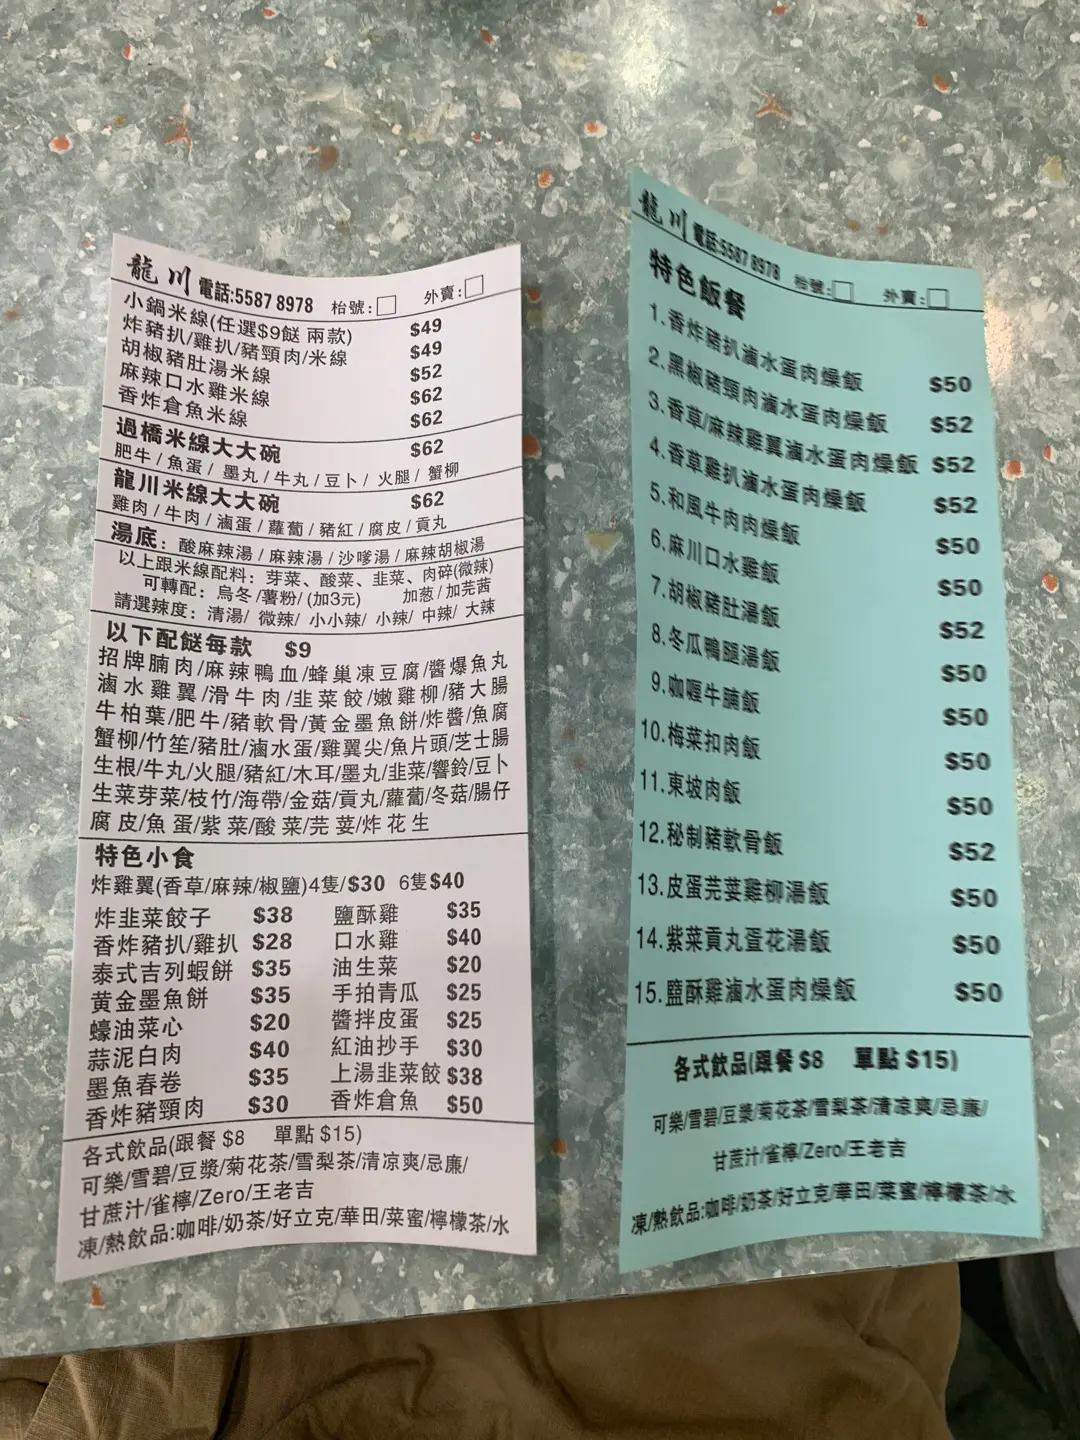 龍川 電話:5587 8978 枱號:□ 外賣:□
小鍋米線(任選$9餸 兩款) $49
炸豬扒/雞扒/豬頸肉/米線 $49
胡椒豬肚湯米線 $52
麻辣口水雞米線 $62
香炸倉魚米線 $62
過橋米線大大碗 $62
肥牛/魚蛋/墨丸/牛丸/豆卜/火腿/蟹柳
龍川米線大大碗 $62
雞肉/牛肉/滷蛋/蘿蔔/豬紅/腐皮/貢丸
湯底：酸麻辣湯/麻辣湯/沙嗲湯/麻辣胡椒湯
以上跟米線配料：芽菜、酸菜、韭菜、肉碎(微辣)
可轉配：烏冬/薯粉/(加3元) 加葱/加芫茜
請選辣度：清湯/微辣/小小辣/小辣/中辣/大辣
以下配餸每款 $9
招牌腩肉/麻辣鴨血/蜂巢凍豆腐/醬爆魚丸
滷水雞翼/滑牛肉/韭菜餃/嫩雞柳/豬大腸
牛柏葉/肥牛/豬軟骨/黃金墨魚餅/炸醬/魚腐
蟹柳/竹笙/豬肚/滷水蛋/雞翼尖/魚片頭/芝士腸
生根/牛丸/火腿/豬紅/木耳/墨丸/韭菜/響鈴/豆卜
生菜芽菜/枝竹/海帶/金菇/貢丸/蘿蔔/冬菇/腸仔
腐皮/魚蛋/紫菜/酸菜/芫荽/炸花生
特色小食
炸雞翼(香草/麻辣/椒鹽)4隻/$30 6隻$40
炸韭菜餃子 $38 鹽酥雞 $35
香炸豬扒/雞扒 $28 口水雞 $40
泰式吉列蝦餅 $35 油生菜 $20
黄金墨魚餅 $35 手拍青瓜 $25
蠔油菜心 $20 醬拌皮蛋 $25
蒜泥白肉 $40 紅油抄手 $30
墨魚春卷 $35 上湯韭菜餃 $38
香炸豬頸肉 $30 香炸倉魚 $50
各式飲品(跟餐 $8 單點 $15)
可樂/雪碧/豆漿/菊花茶/雪梨茶/清凉爽/忌廉/
甘蔗汁/雀檸/Zero/王老吉
凍/熱飲品:咖啡/奶茶/好立克/華田/菜蜜/檸檬茶/水
龍川 電話:5587 8978 枱號:□ 外賣:□
特色飯餐
1.香炸豬扒滷水蛋肉燥飯 $50
2.黑椒豬頸肉滷水蛋肉燥飯 $52
3.香草/麻辣雞翼滷水蛋肉燥飯 $52
4.香草雞扒滷水蛋肉燥飯 $52
5.和風牛肉肉燥飯 $50
6.麻川口水雞飯 $50
7.胡椒豬肚湯飯 $52
8.冬瓜鴨腿湯飯 $50
9.咖喱牛腩飯 $50
10.梅菜扣肉飯 $50
11.東坡肉飯 $50
12.秘制豬軟骨飯 $52
13.皮蛋芫荽雞柳湯飯 $50
14.紫菜貢丸蛋花湯飯 $50
15.鹽酥雞滷水蛋肉燥飯 $50
各式飲品(跟餐 $8 單點 $15)
可樂/雪碧/豆漿/菊花茶/雪梨茶/清凉爽/忌廉/
甘蔗汁/雀檸/Zero/王老吉
凍/熱飲品:咖啡/奶茶/好立克/華田/菜蜜/檸檬茶/水